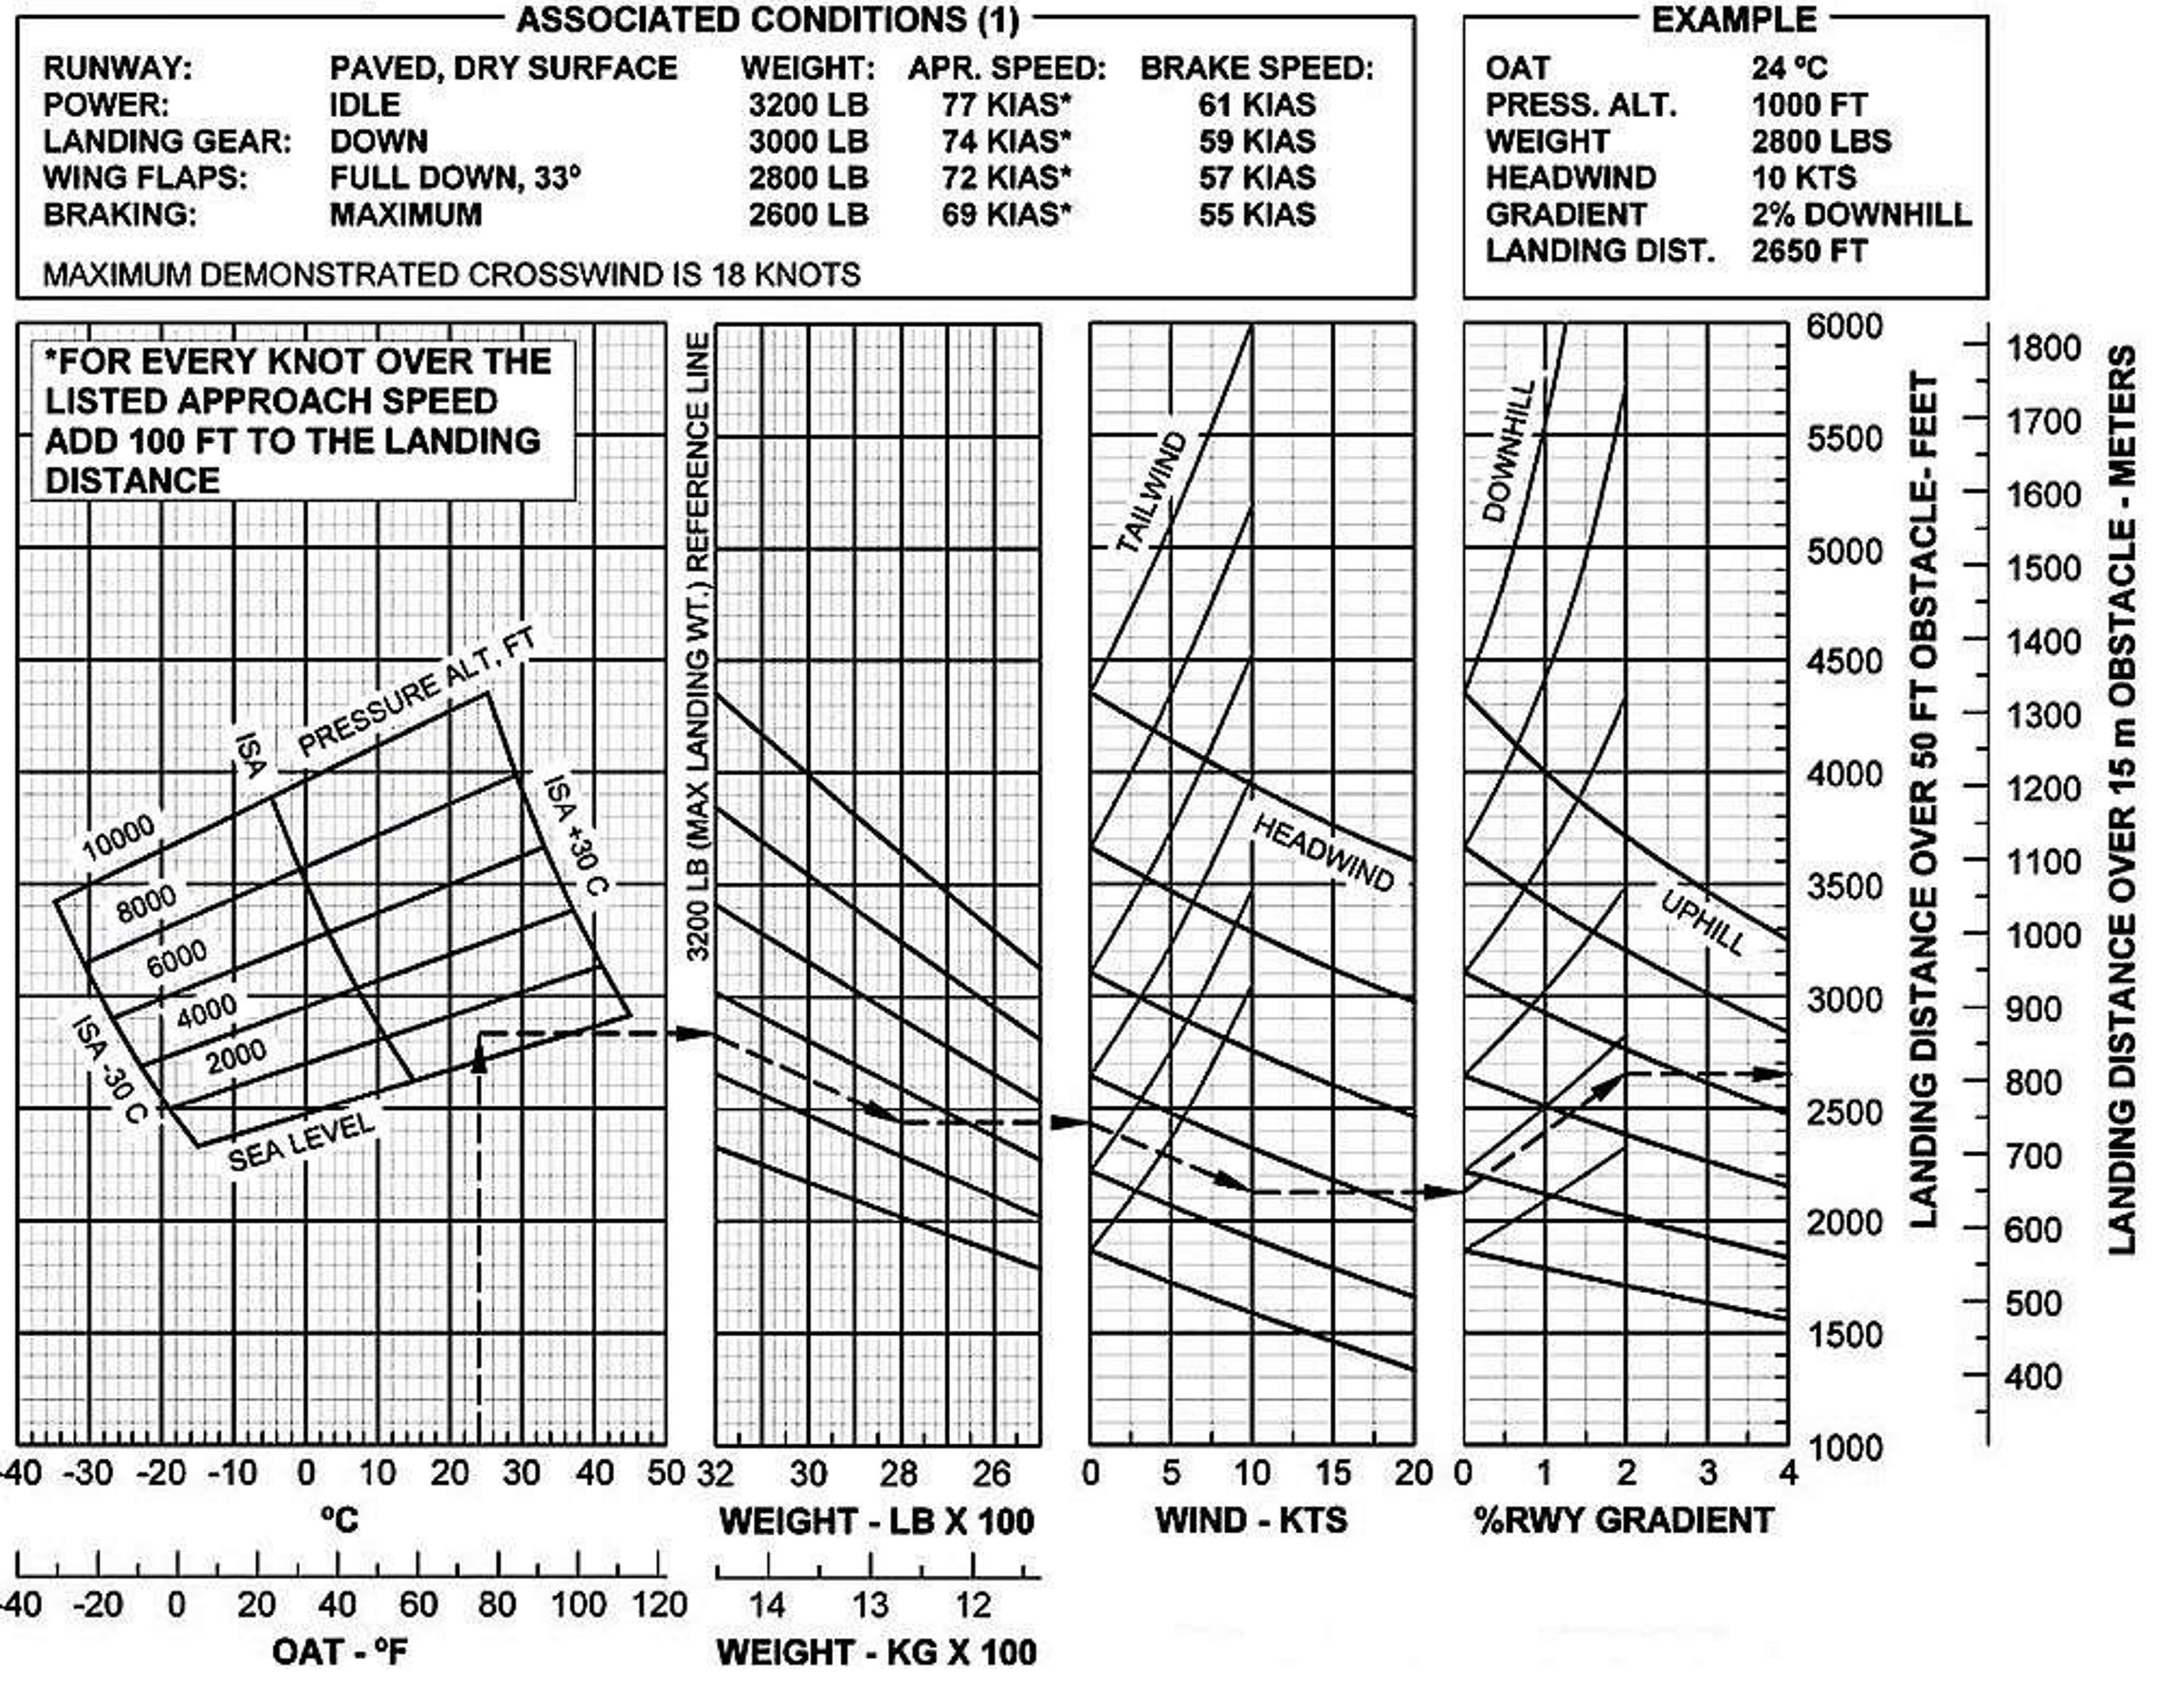 ASSOCIATED CONDITIONS (1)
RUNWAY: PAVED, DRY SURFACE WEIGHT: APR. SPEED: BRAKE SPEED:
POWER: IDLE 3200 LB 77 KIAS* 61 KIAS
LANDING GEAR: DOWN 3000 LB 74 KIAS* 59 KIAS
WING FLAPS: FULL DOWN, 33º 2800 LB 72 KIAS* 57 KIAS
BRAKING: MAXIMUM 2600 LB 69 KIAS* 55 KIAS
MAXIMUM DEMONSTRATED CROSSWIND IS 18 KNOTS
EXAMPLE
OAT 24 ºC
PRESS. ALT. 1000 FT
WEIGHT 2800 LBS
HEADWIND 10 KTS
GRADIENT 2% DOWNHILL
LANDING DIST. 2650 FT
*FOR EVERY KNOT OVER THE
LISTED APPROACH SPEED
ADD 100 FT TO THE LANDING
DISTANCE
PRESSURE ALT, FT
ISA
10000
8000
6000
4000
2000
SEA LEVEL
ISA -30 C
ISA +30 C
3200 LB (MAX LANDING WT.) REFERENCE LINE
TAILWIND
HEADWIND
DOWNHILL
UPHILL
6000
5500
5000
4500
4000
3500
3000
2500
2000
1500
1000
LANDING DISTANCE OVER 50 FT OBSTACLE- FEET
1800
1700
1600
1500
1400
1300
1200
1100
1000
900
800
700
600
500
400
LANDING DISTANCE OVER 15 m OBSTACLE - METERS
-40 -30 -20 -10 0 10 20 30 40 50
ºC
32 30 28 26
WEIGHT - LB X 100
0 5 10 15 20
WIND - KTS
0 1 2 3 4
%RWY GRADIENT
-40 -20 0 20 40 60 80 100 120
OAT - ºF
14 13 12
WEIGHT - KG X 100